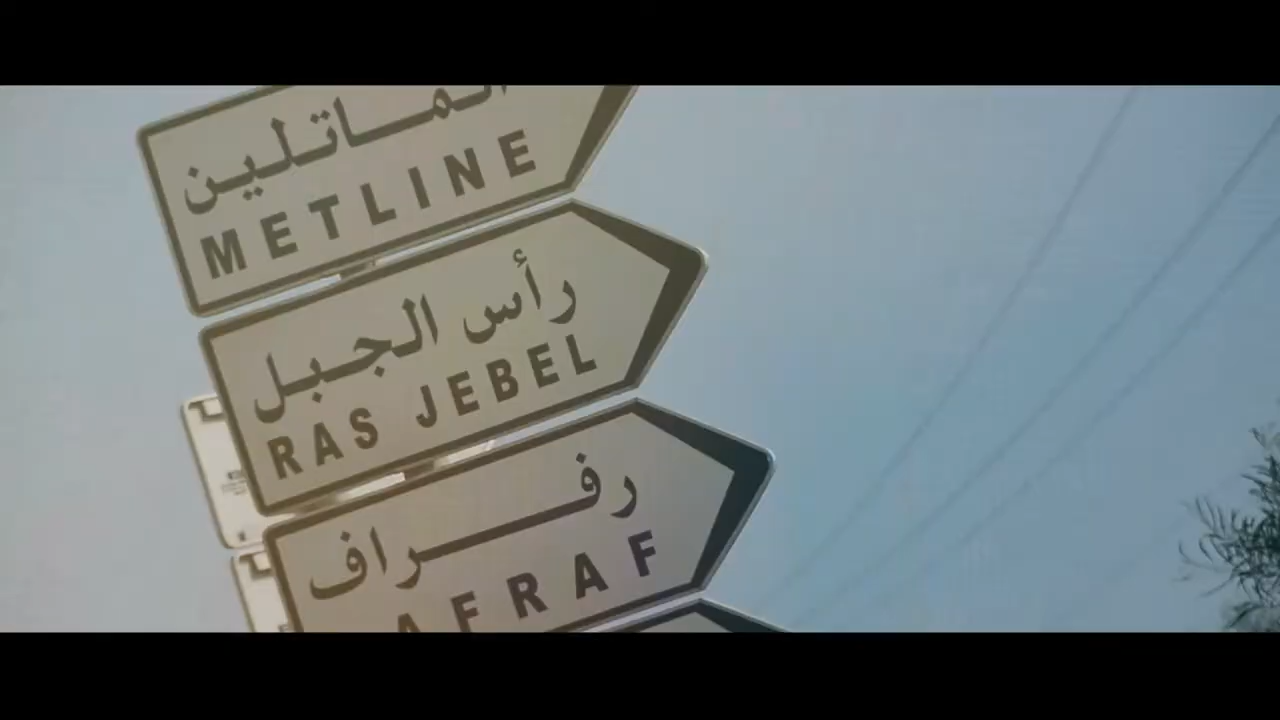 الماتلين
METLINE
رأس الجبل
RAS JEBEL
رفراف
AFRAF